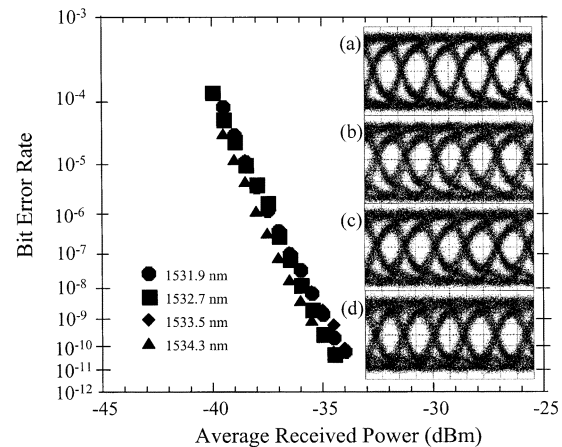 10-3
(a)
10-4
(b)
Bit Error Rate
10-5
(c)
10-6
10-7
1531.9 nm
10-8
1532.7 nm
(d)
10-9
1533.5 nm
10-10
1534.3 nm
10-11
10-12
-45 -40 -35 -30 -25
Average Received Power (dBm)